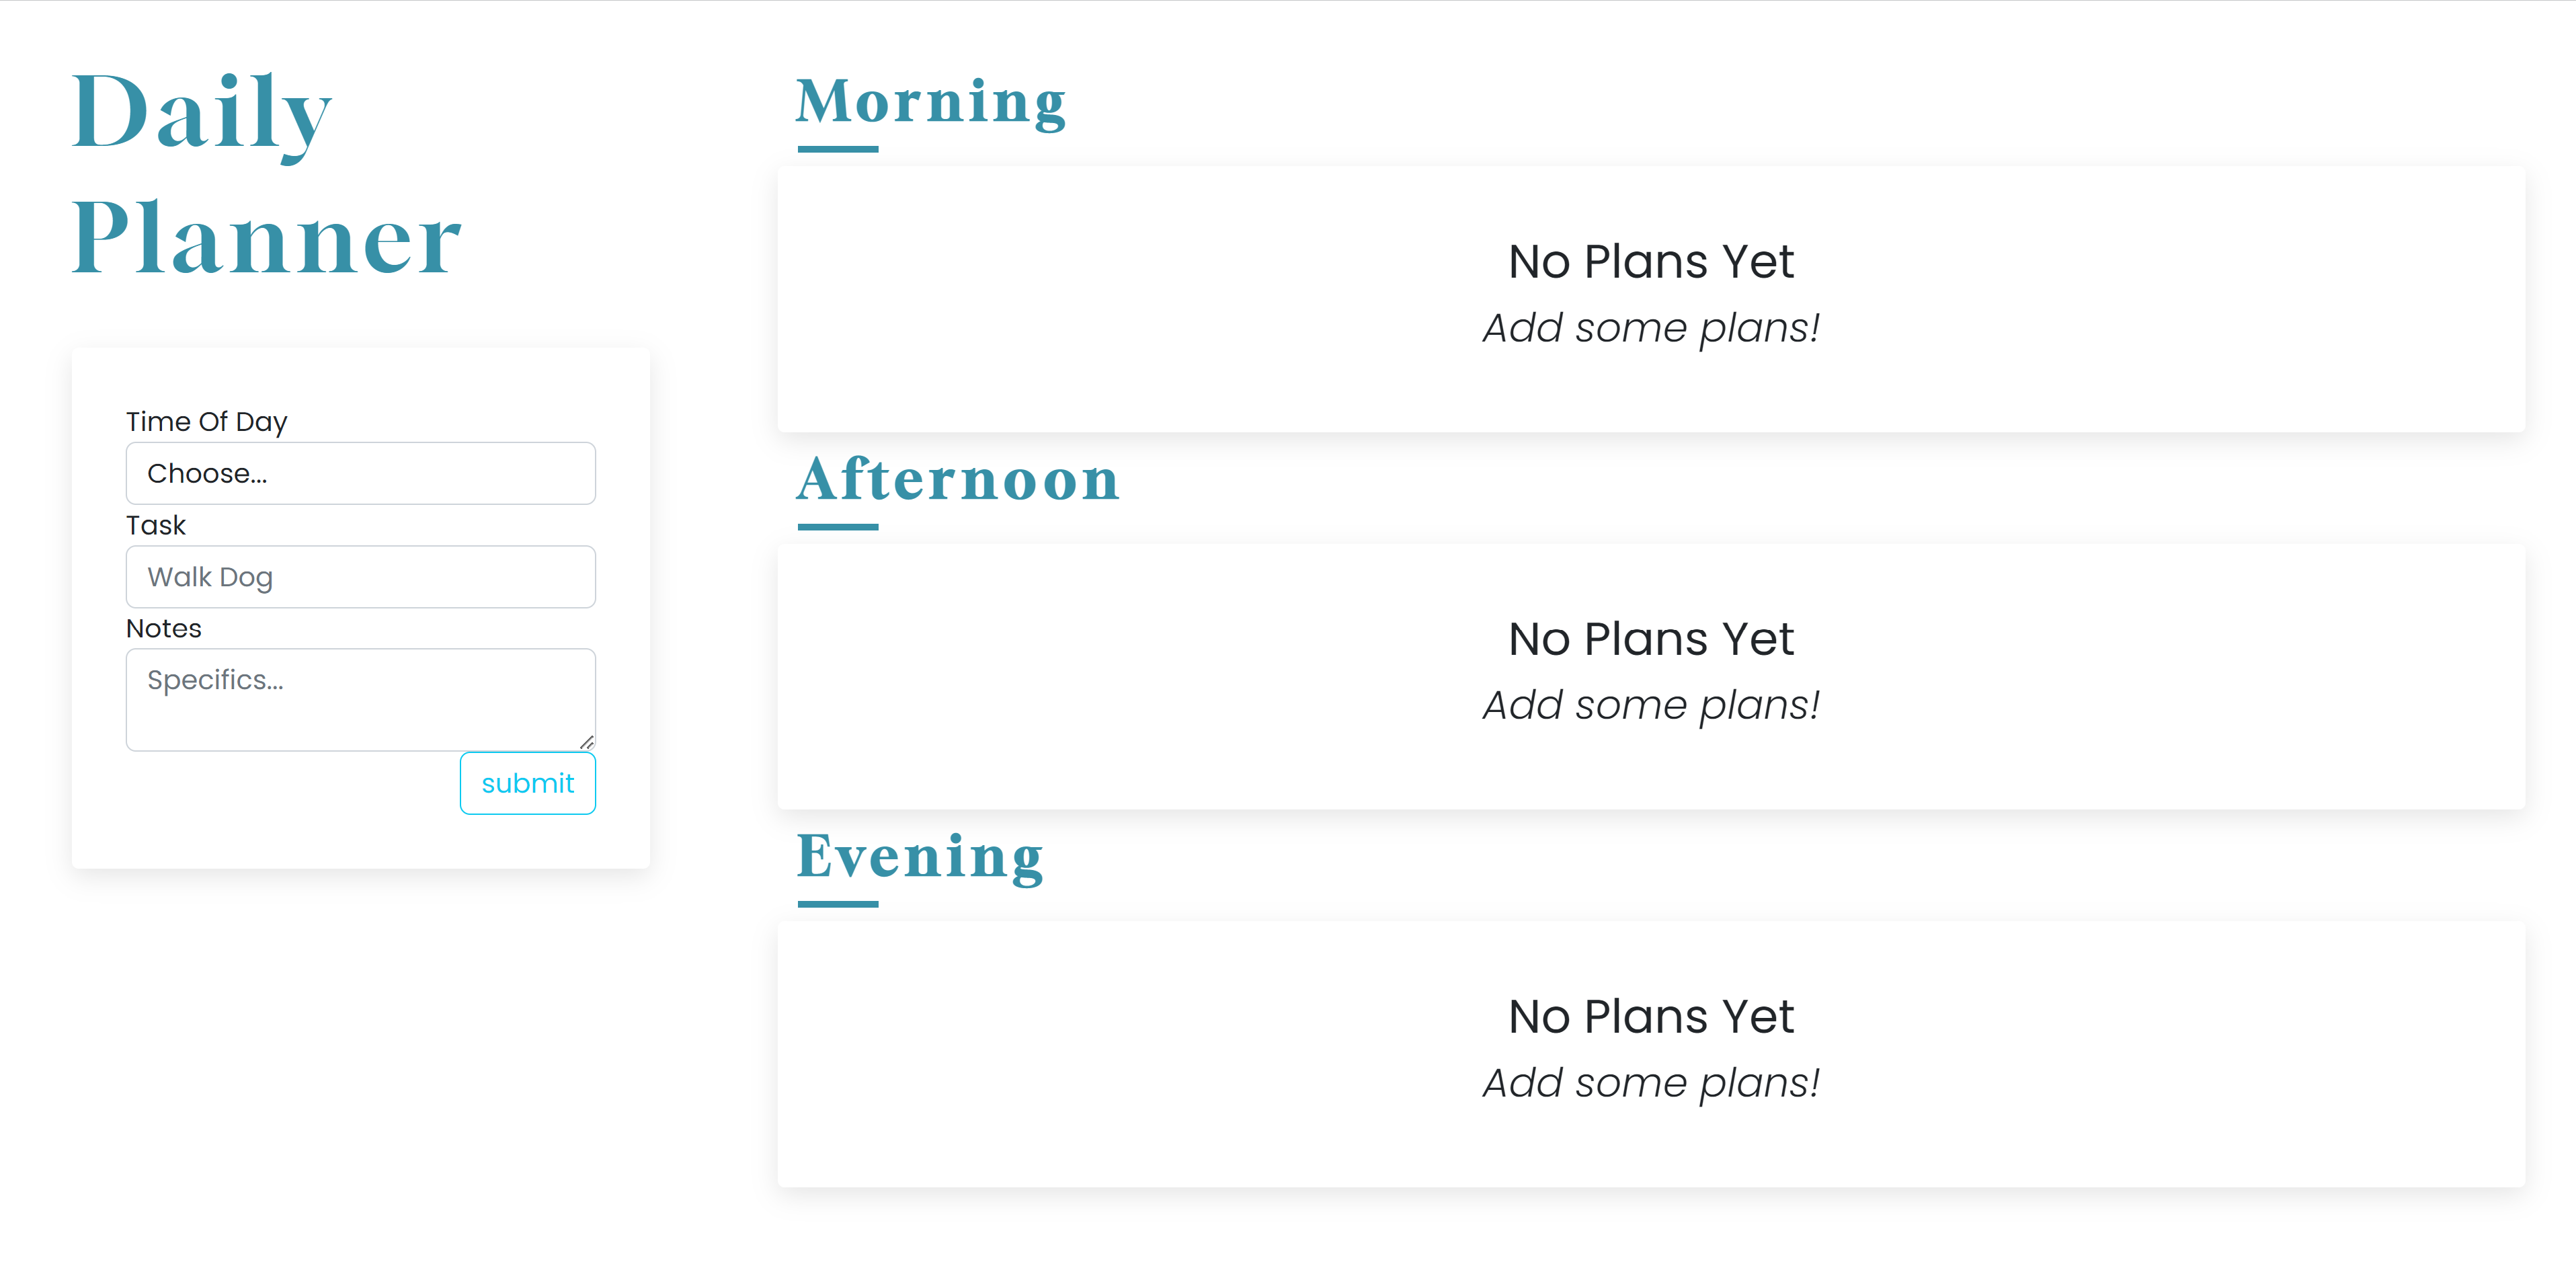 Daily
Planner
Time Of Day
Choose...
Task
Walk Dog
Notes
Specifics...
submit
Morning
No Plans Yet
Add some plans!
Afternoon
No Plans Yet
Add some plans!
Evening
No Plans Yet
Add some plans!